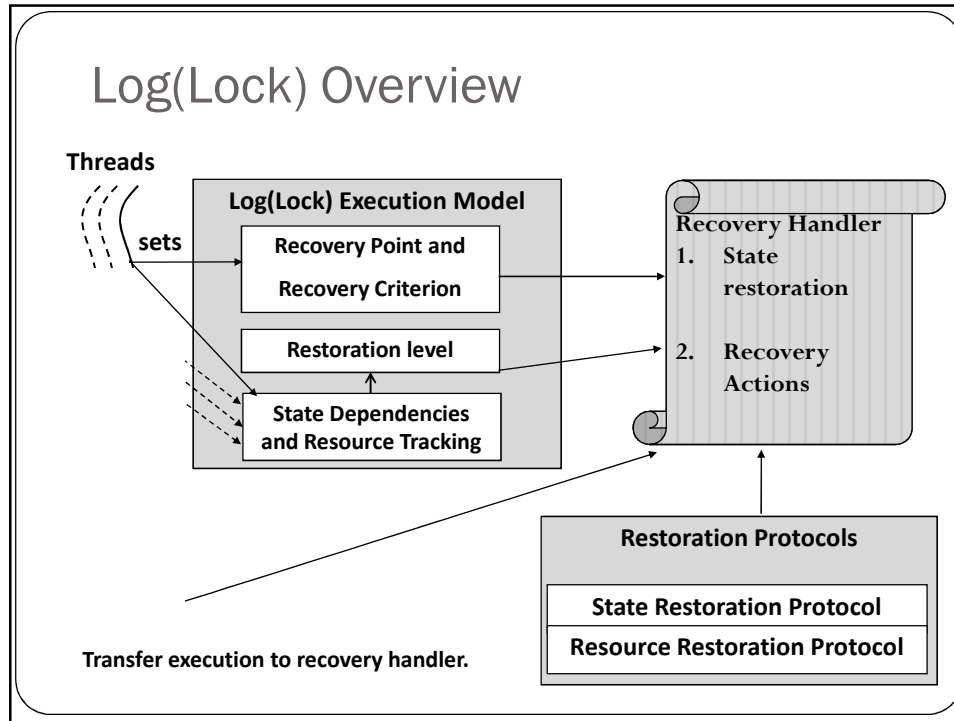 Log(Lock) Overview
Threads
sets
Log(Lock) Execution Model
Recovery Point and
Recovery Criterion
Restoration level
State Dependencies
and Resource Tracking
Recovery Handler
1. State
restoration
2. Recovery
Actions
Restoration Protocols
State Restoration Protocol
Resource Restoration Protocol
Transfer execution to recovery handler.